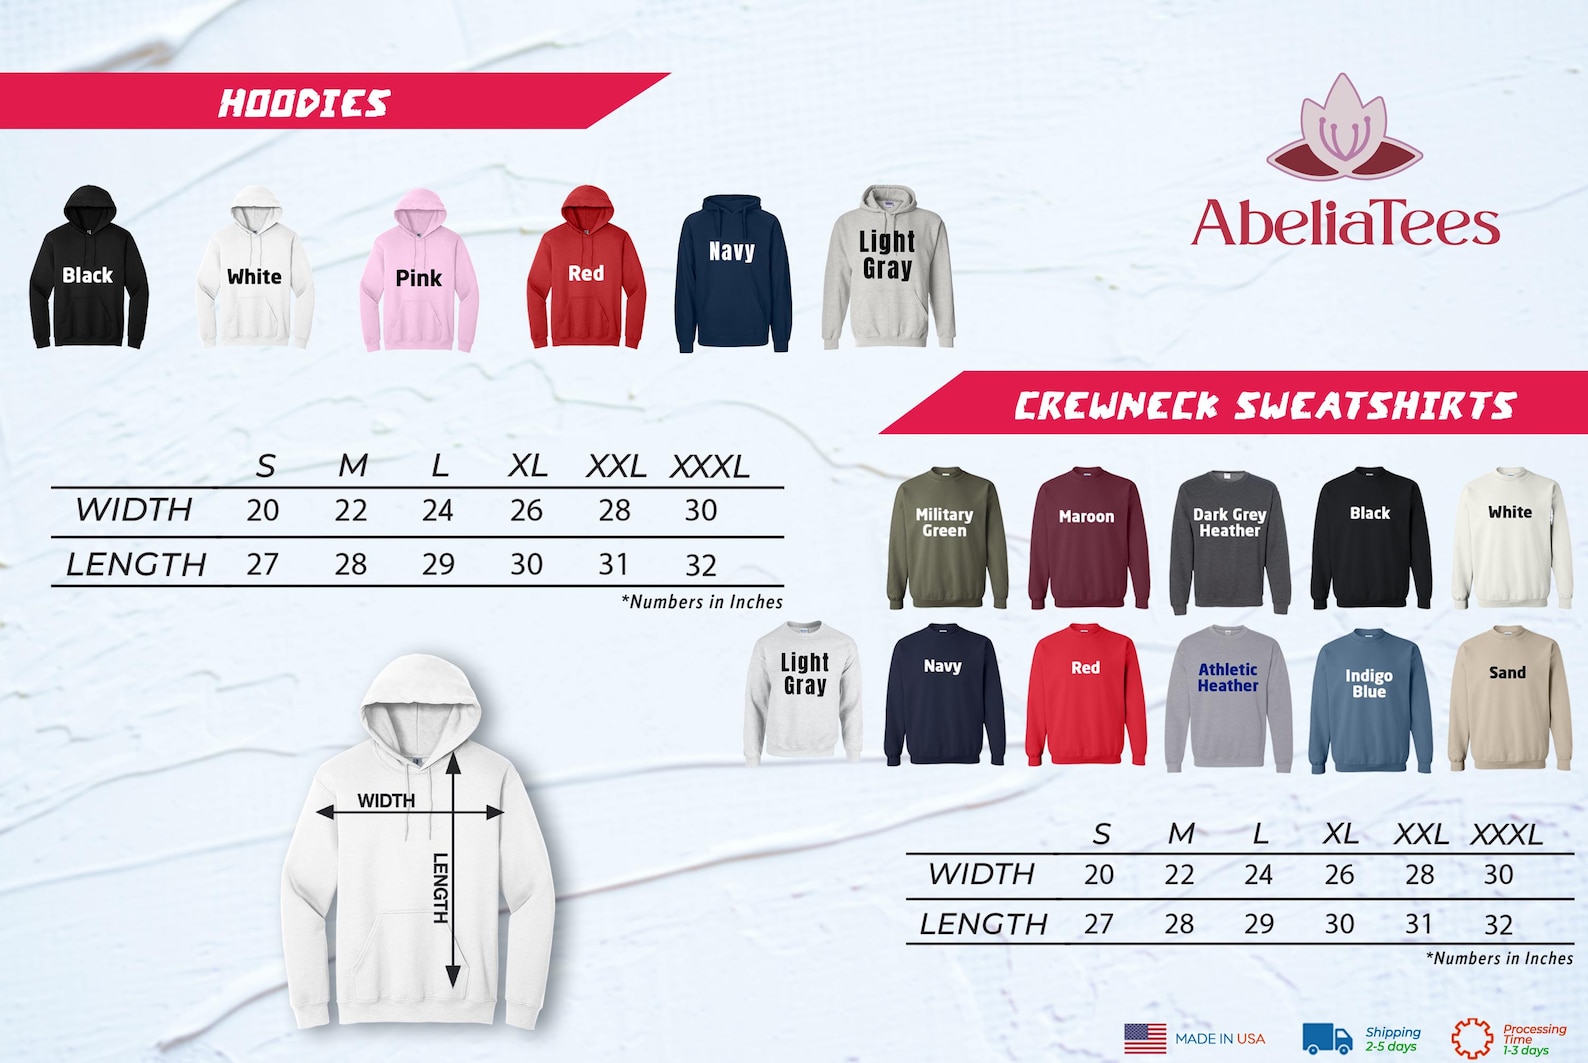 HOODIES
AbeliaTees
Black
White
Pink
Red
Navy
Light
Gray
CREWNECK SWEATSHIRTS
S M L XL XXL XXXL
WIDTH 20 22 24 26 28 30
LENGTH 27 28 29 30 31 32
*Numbers in Inches
Military
Green
Maroon
Dark Grey
Heather
Black
White
Light
Gray
Navy
Red
Athletic
Heather
Indigo
Blue
Sand
WIDTH
LENGTH
S M L XL XXL XXXL
WIDTH 20 22 24 26 28 30
LENGTH 27 28 29 30 31 32
*Numbers in Inches
MADE IN USA
Shipping
2-5 days
Processing
Time
1-3 days